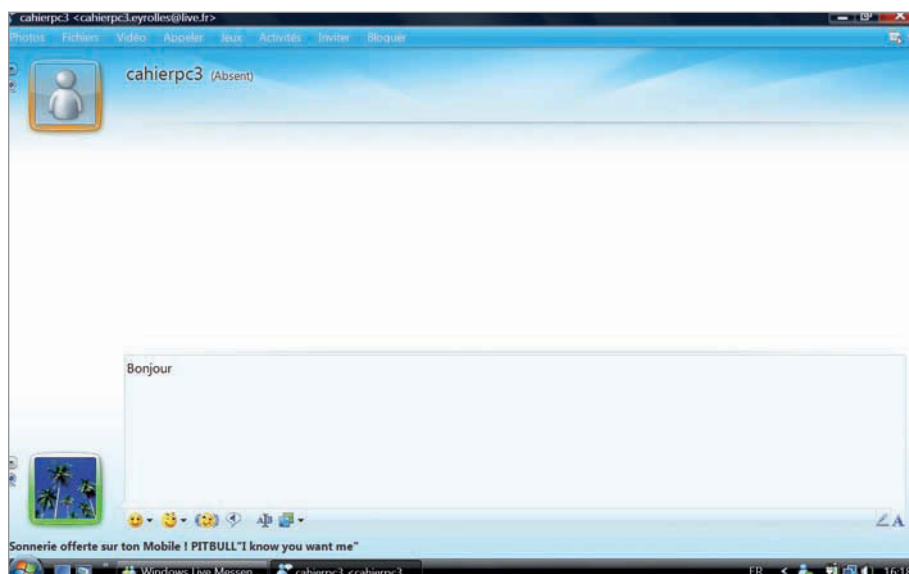 cahierpc3 <cahierpc3.eyrolles@live.fr>
Photos Fichiers Vidéo Appeler Jeux Activités Inviter Bloquer
cahierpc3 (Absent)
Bonjour
A
Sonnerie offerte sur ton Mobile ! PITBULL"I know you want me"
Windows Live Messen... cahierpc3 <cahierpc3... FR < 16:18